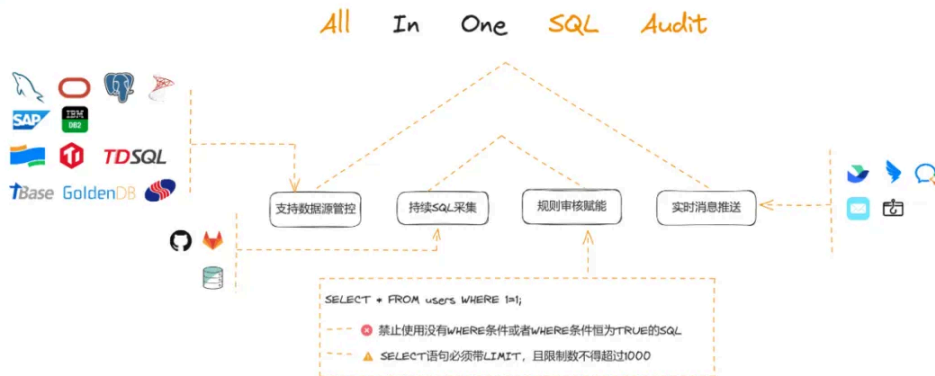 All In One SQL Audit
SAP
IBM
DB2
TDSQL
TBase GoldenDB
支持数据源管控
持续SQL采集
规则审核赋能
实时消息推送
SELECT * FROM users WHERE 1=1;
禁止使用没有WHERE条件或者WHERE条件恒为TRUE的SQL
SELECT语句必须带LIMIT，且限制数不得超过1000